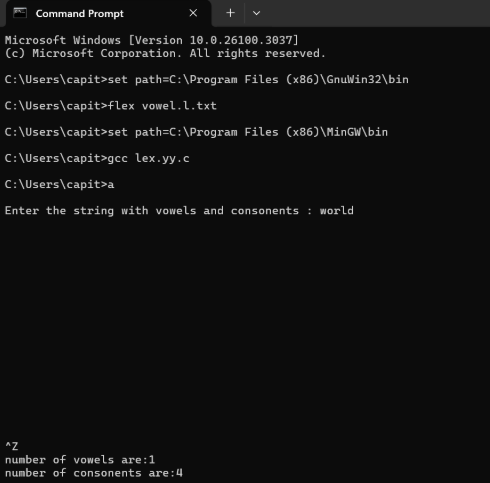 Command Prompt
Microsoft Windows [Version 10.0.26100.3037]
(c) Microsoft Corporation. All rights reserved.
C:\Users\capit>set path=C:\Program Files (x86)\GnuWin32\bin
C:\Users\capit>flex vowel.l.txt
C:\Users\capit>set path=C:\Program Files (x86)\MinGW\bin
C:\Users\capit>gcc lex.yy.c
C:\Users\capit>a
Enter the string with vowels and consonents : world
^Z
number of vowels are:1
number of consonents are:4